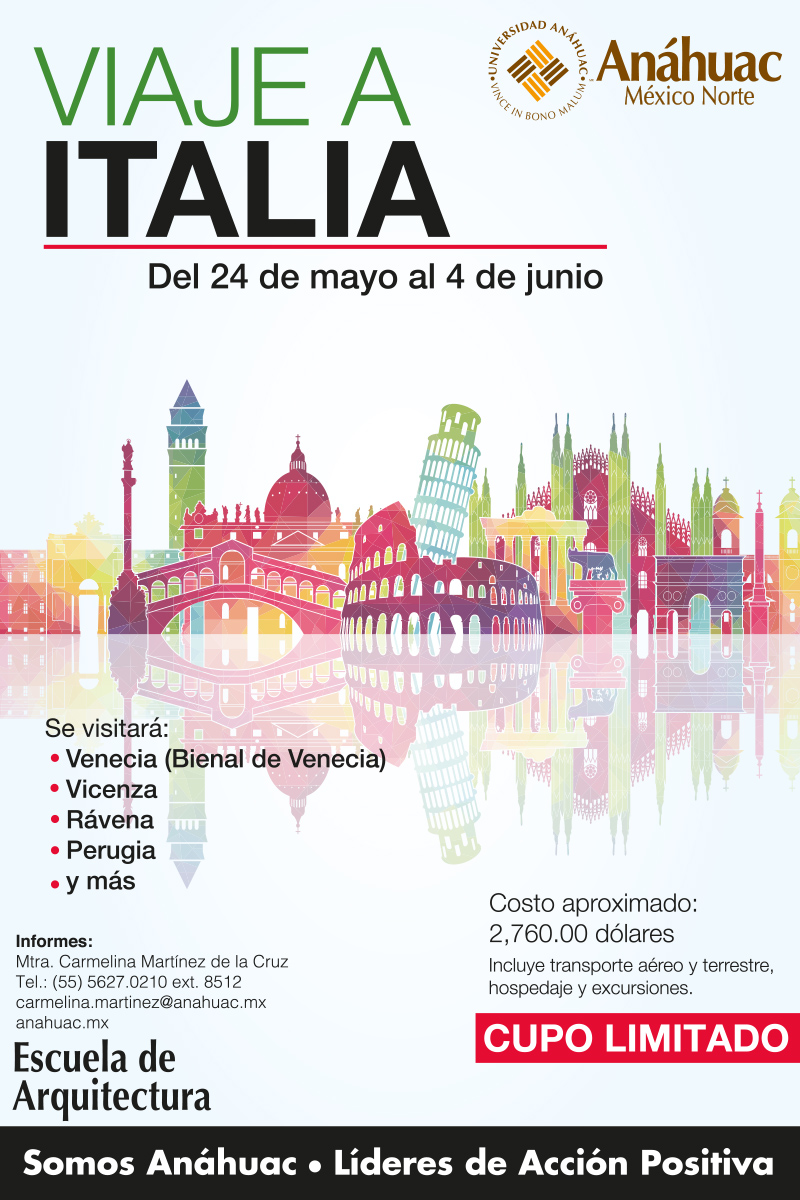 VIAJE A
ITALIA
Del 24 de mayo al 4 de junio
UNIVERSIDAD ANÁHUAC
VINCE IN BONO MALUM
Anáhuac
México Norte
Se visitará:
• Venecia (Bienal de Venecia)
• Vicenza
• Rávena
• Perugia
• y más
Costo aproximado:
2,760.00 dólares
Incluye transporte aéreo y terrestre,
hospedaje y excursiones.
CUPO LIMITADO
Informes:
Mtra. Carmelina Martínez de la Cruz
Tel.: (55) 5627.0210 ext. 8512
carmelina.martinez@anahuac.mx
anahuac.mx
Escuela de
Arquitectura
Somos Anáhuac • Líderes de Acción Positiva